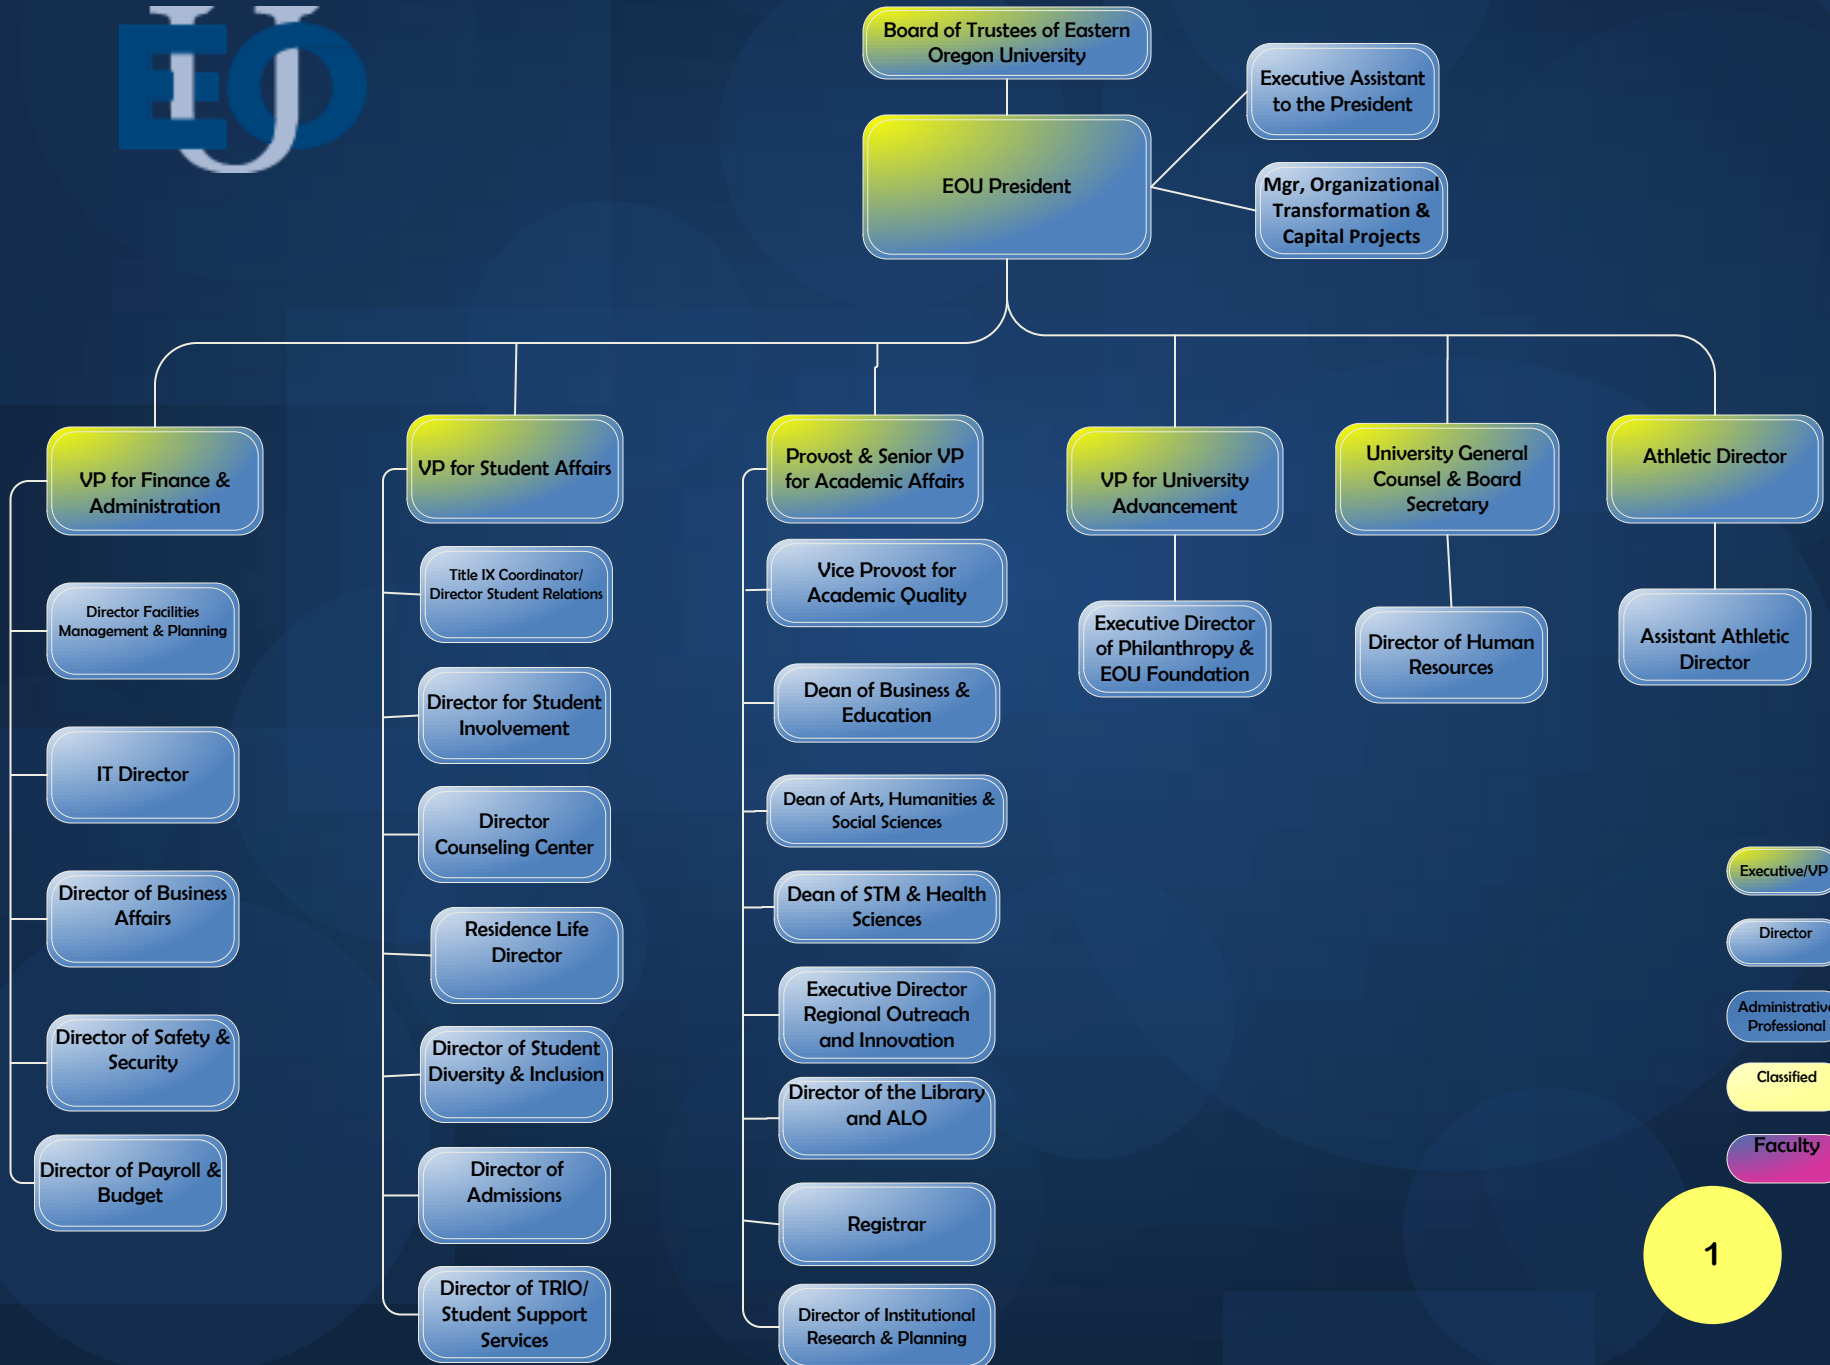 EOU
Board of Trustees of Eastern
Oregon University
Executive Assistant
to the President
EOU President
Mgr, Organizational
Transformation &
Capital Projects
VP for Finance &
Administration
Director Facilities
Management & Planning
IT Director
Director of Business
Affairs
Director of Safety &
Security
Director of Payroll &
Budget
VP for Student Affairs
Title IX Coordinator/
Director Student Relations
Director for Student
Involvement
Director
Counseling Center
Residence Life
Director
Director of Student
Diversity & Inclusion
Director of
Admissions
Director of TRIO/
Student Support
Services
Provost & Senior VP
for Academic Affairs
Vice Provost for
Academic Quality
Dean of Business &
Education
Dean of Arts, Humanities &
Social Sciences
Dean of STM & Health
Sciences
Executive Director
Regional Outreach
and Innovation
Director of the Library
and ALO
Registrar
Director of Institutional
Research & Planning
VP for University
Advancement
Executive Director
of Philanthropy &
EOU Foundation
University General
Counsel & Board
Secretary
Director of Human
Resources
Athletic Director
Assistant Athletic
Director
Executive/VP
Director
Administrative
Professional
Classified
Faculty
1